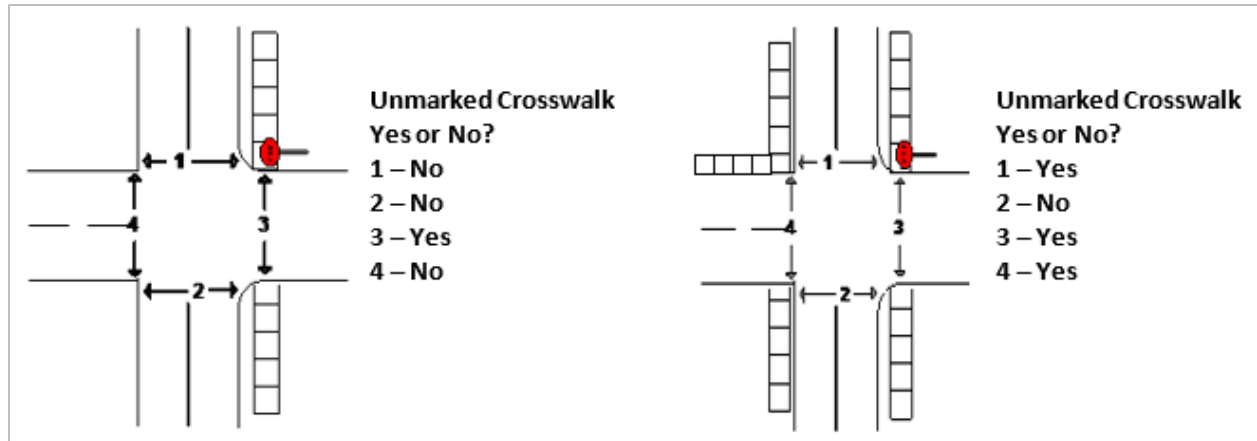 Unmarked Crosswalk
Yes or No?
1 – No
2 – No
3 – Yes
4 – No
1
2
3
4
Unmarked Crosswalk
Yes or No?
1 – Yes
2 – No
3 – Yes
4 – Yes
1
2
3
4